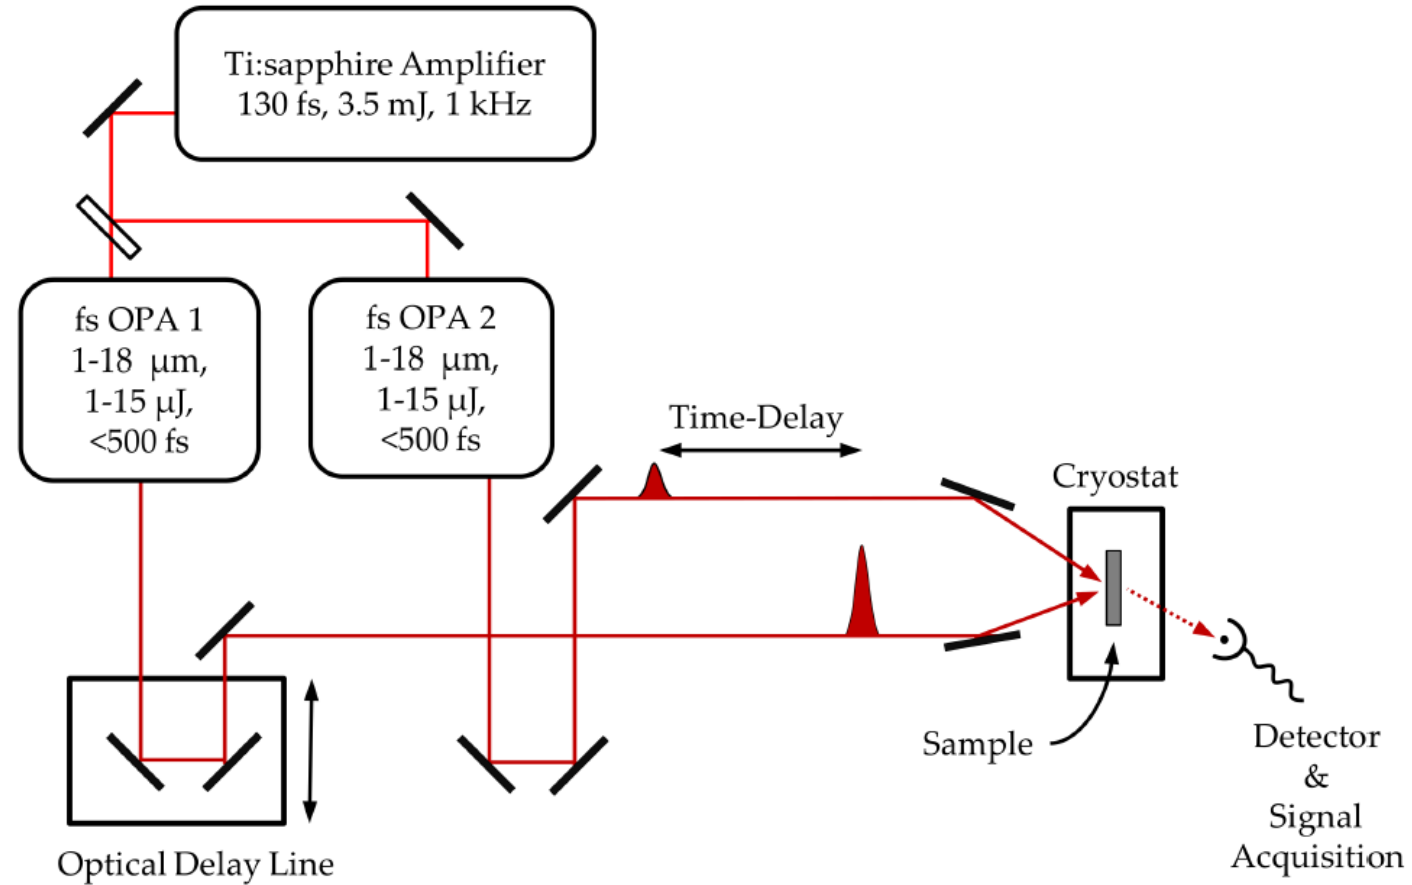 Ti:sapphire Amplifier
130 fs, 3.5 mJ, 1 kHz
fs OPA 1
1-18 μm,
1-15 μJ,
<500 fs
fs OPA 2
1-18 μm,
1-15 μJ,
<500 fs
Time-Delay
Cryostat
Sample
Detector
&
Signal
Acquisition
Optical Delay Line